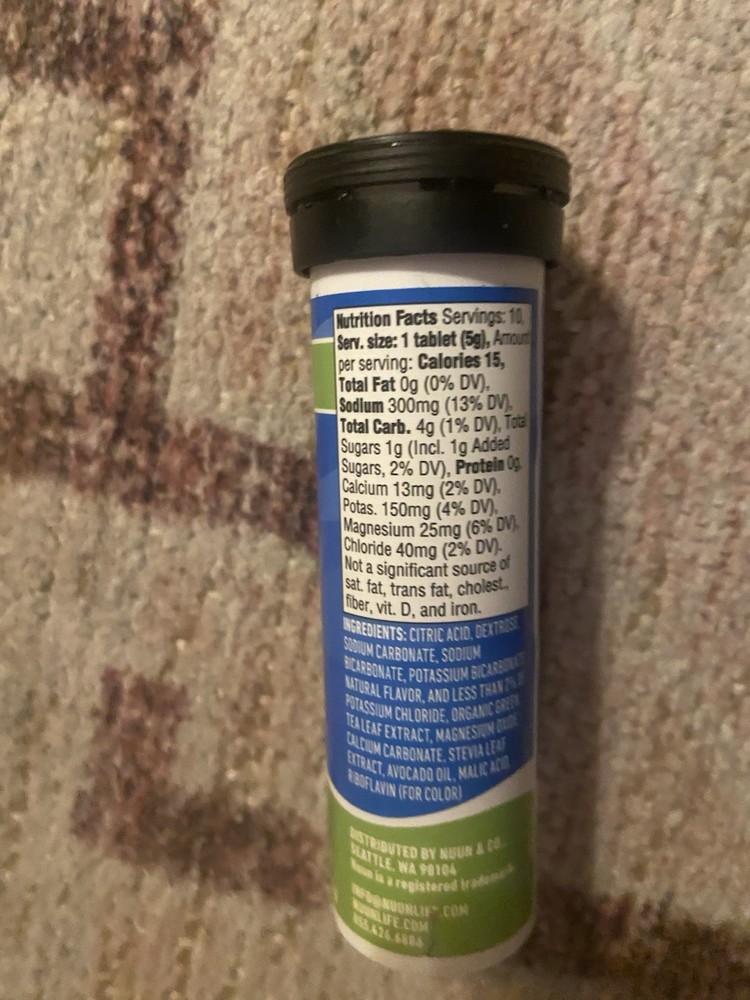 Nutrition Facts Servings: 10,
Serv. size: 1 tablet (5g), Amount
per serving: Calories 15,
Total Fat 0g (0% DV),
Sodium 300mg (13% DV),
Total Carb. 4g (1% DV), Total
Sugars 1g (Incl. 1g Added
Sugars, 2% DV), Protein 0g,
Calcium 13mg (2% DV),
Potas. 150mg (4% DV),
Magnesium 25mg (6% DV),
Chloride 40mg (2% DV).
Not a significant source of
sat. fat, trans fat, cholest.,
fiber, vit. D, and iron.
INGREDIENTS: CITRIC ACID, DEXTROSE,
SODIUM CARBONATE, SODIUM
BICARBONATE, POTASSIUM BICARBONATE,
NATURAL FLAVOR, AND LESS THAN 2% OF
POTASSIUM CHLORIDE, ORGANIC GREEN
TEA LEAF EXTRACT, MAGNESIUM OXIDE,
CALCIUM CARBONATE, STEVIA LEAF
EXTRACT, AVOCADO OIL, MALIC ACID,
RIBOFLAVIN (FOR COLOR)
DISTRIBUTED BY NUUN & CO.
SEATTLE, WA 98104
Nuun is a registered trademark
INFO@NUUNLIFE.COM
NUUNLIFE.COM